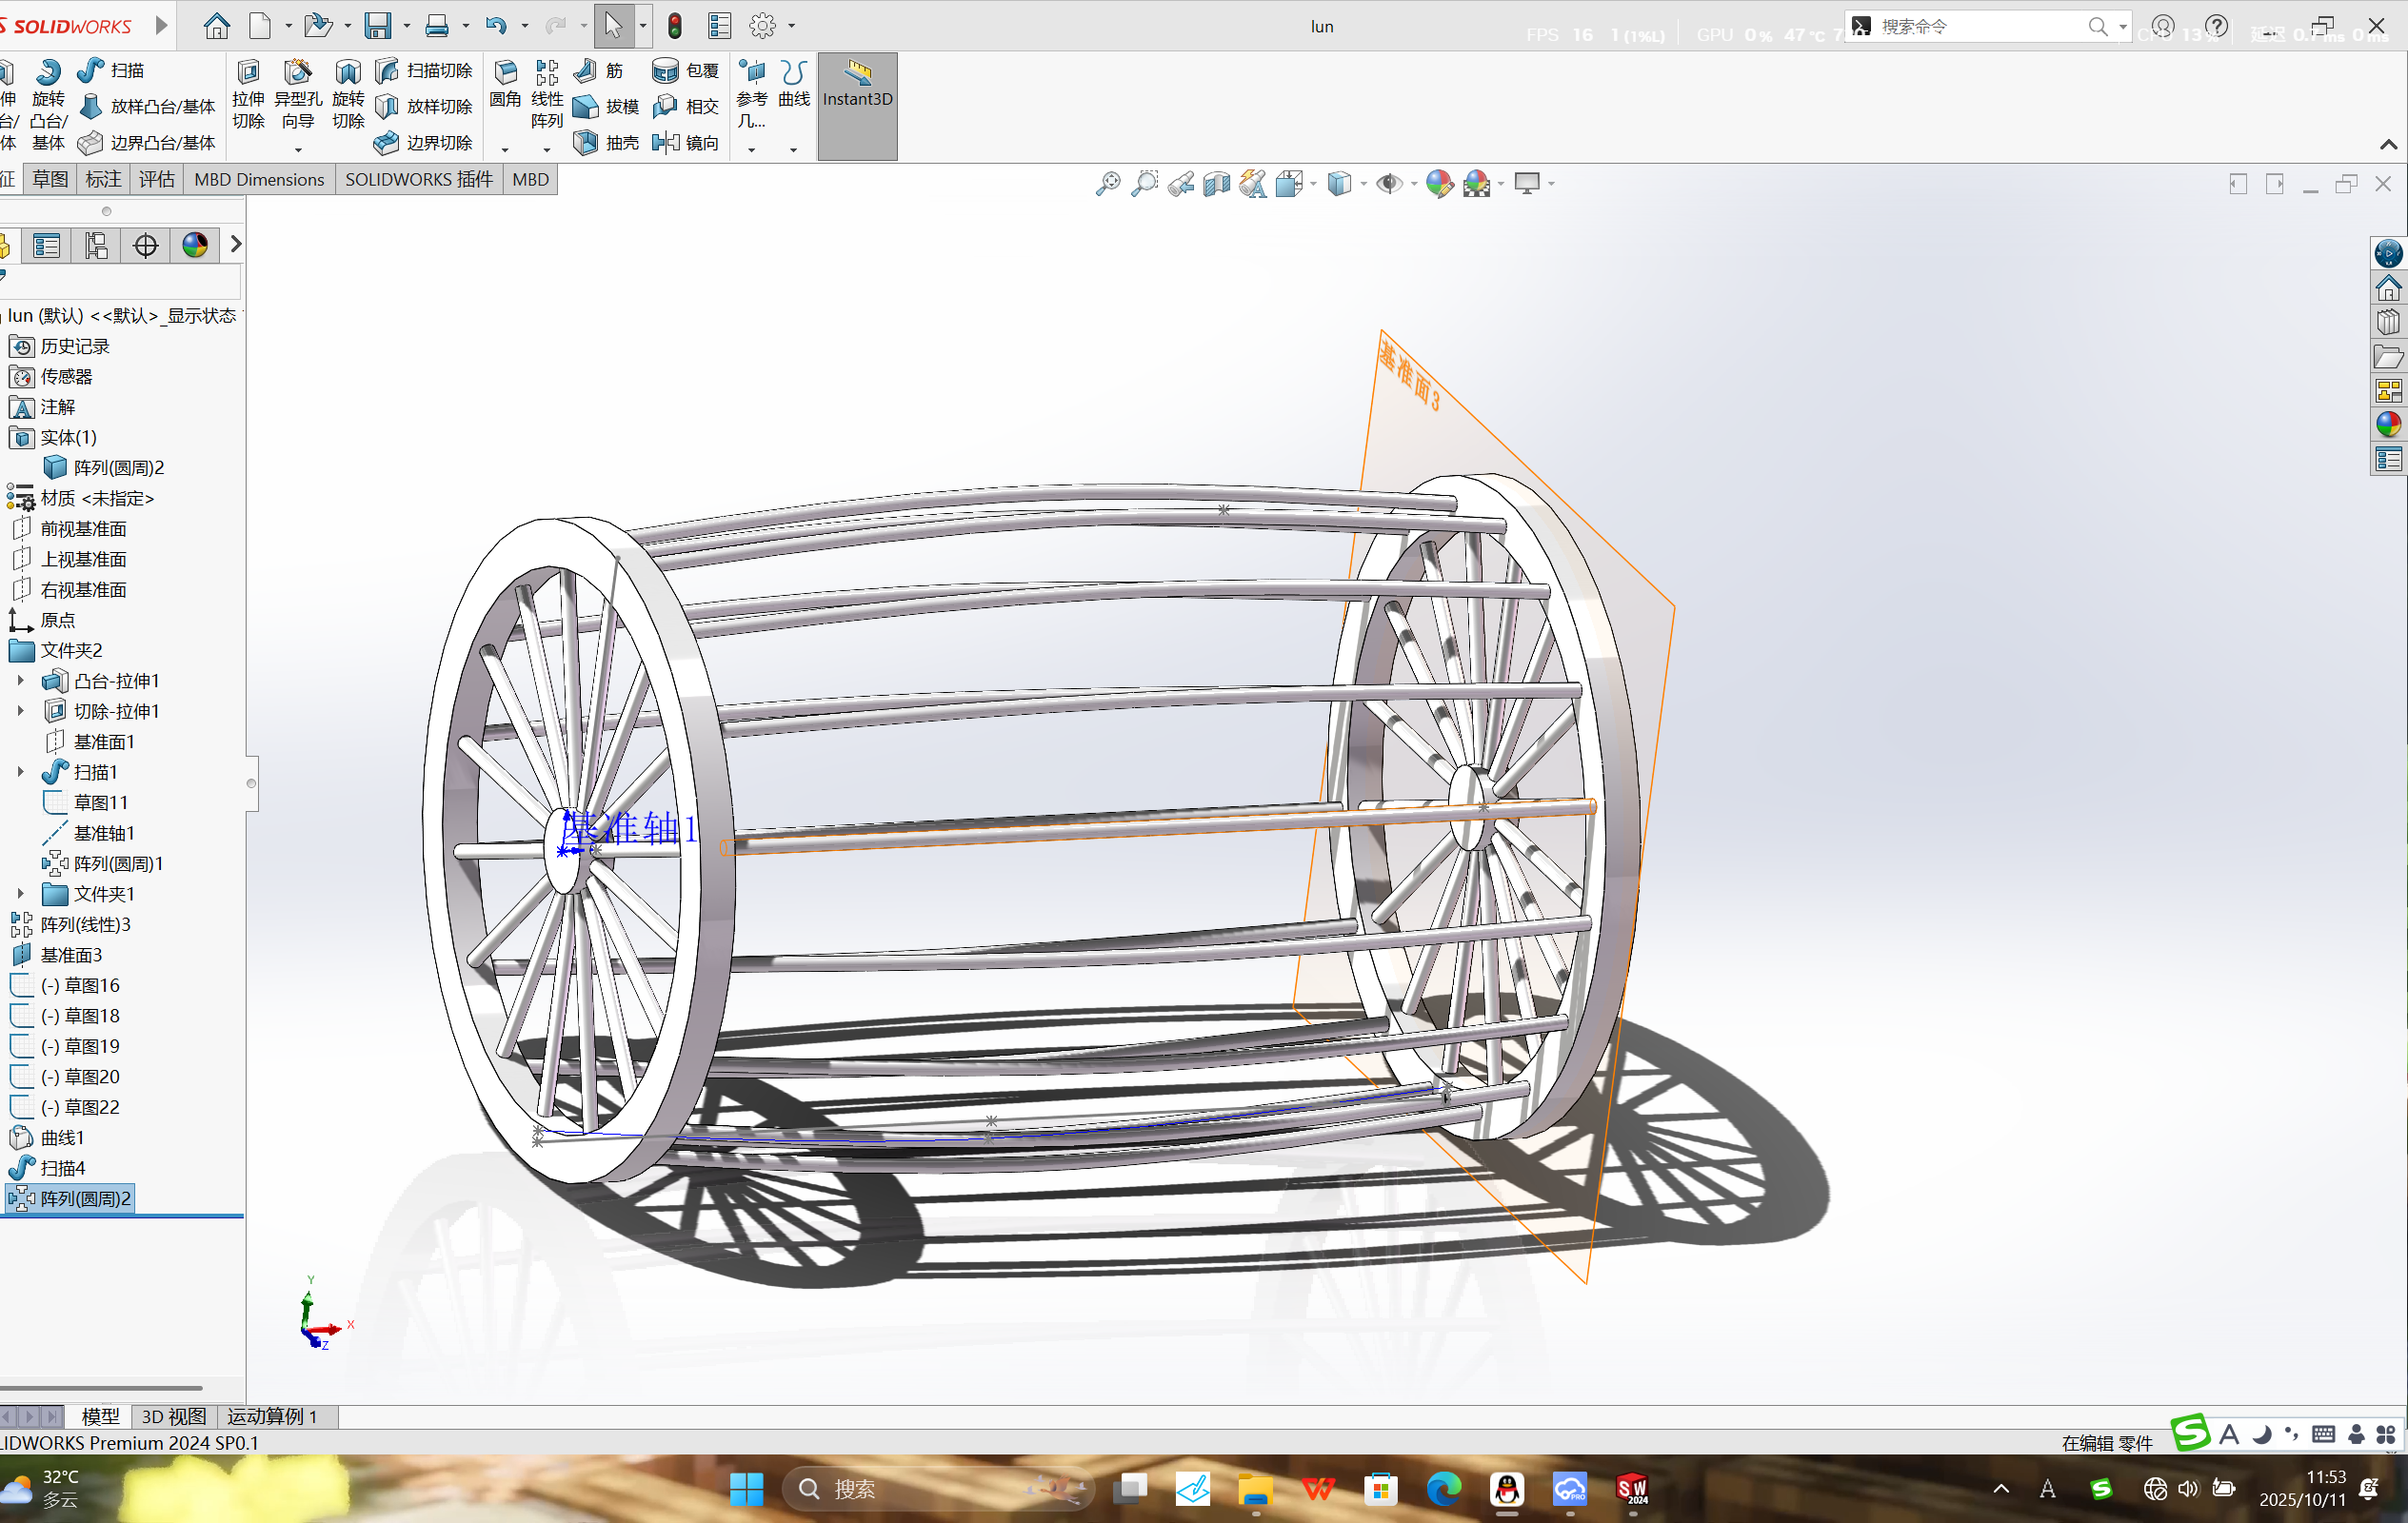 SOLIDWORKS
lun
搜索命令
FPS 16 1 (1%L) GPU 0% 47℃
13
延迟 0.7 ms 0 ms
旋转凸台/基体
扫描
放样凸台/基体
边界凸台/基体
拉伸切除
异型孔向导
旋转切除
扫描切除
放样切除
边界切除
圆角
线性阵列
筋
拔模
抽壳
包覆
相交
镜向
参考几...
曲线
Instant3D
征
草图
标注
评估
MBD Dimensions
SOLIDWORKS 插件
MBD
lun (默认) <<默认>_显示状态
历史记录
传感器
注解
实体(1)
阵列(圆周)2
材质 <未指定>
前视基准面
上视基准面
右视基准面
原点
文件夹2
凸台-拉伸1
切除-拉伸1
基准面1
扫描1
草图11
基准轴1
阵列(圆周)1
文件夹1
阵列(线性)3
基准面3
(-) 草图16
(-) 草图18
(-) 草图19
(-) 草图20
(-) 草图22
曲线1
扫描4
阵列(圆周)2
基准面3
基准轴1
Y
X
Z
模型
3D 视图
运动算例 1
LIDWORKS Premium 2024 SP0.1
在编辑 零件
32°C
多云
搜索
11:53
2025/10/11